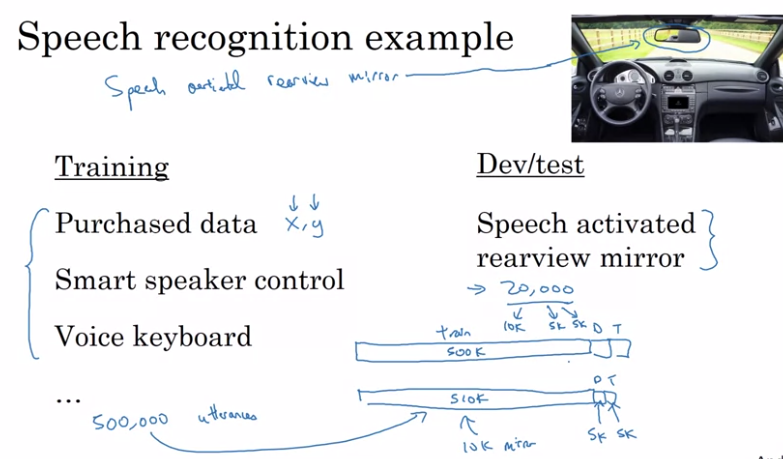 Speech recognition example
Speech activated rearview mirror
Training
Purchased data x, y
Smart speaker control
Voice keyboard
...
500,000 utterances
Dev/test
Speech activated
rearview mirror
→ 20,000
10K 5K 5K
train D T
500K
D T
510K
10K mirror
5K 5K